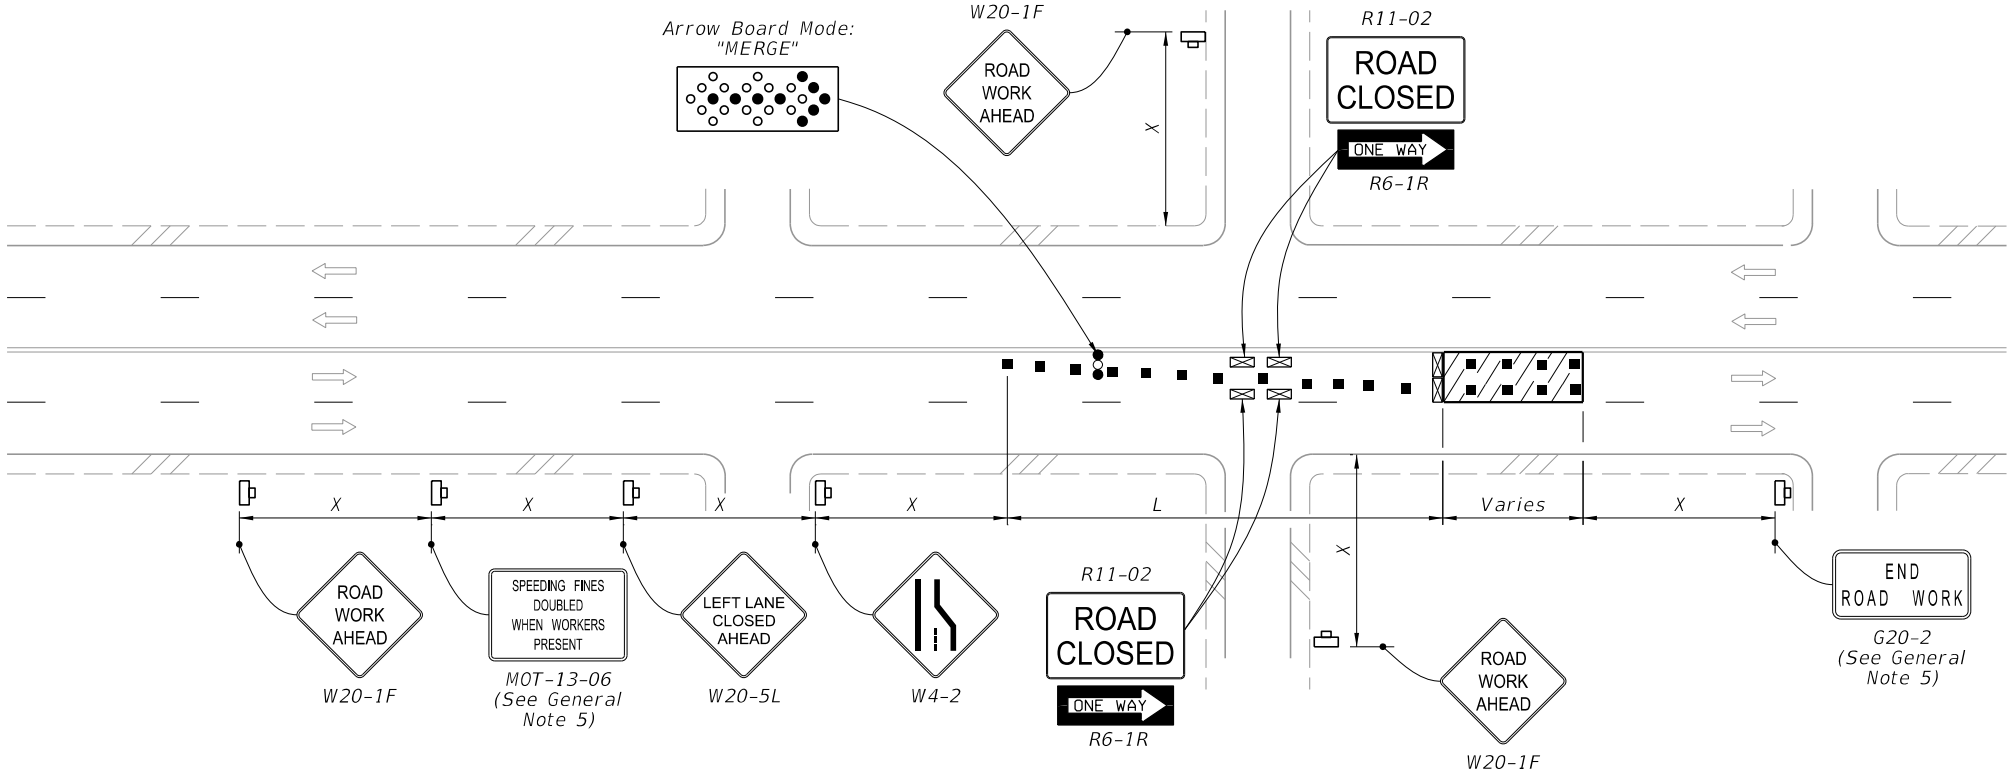 W20-1F
R11-02
Arrow Board Mode:
"MERGE"
ROAD
WORK
AHEAD
X
ROAD
CLOSED
ONE WAY
R6-1R
X
X
X
X
L
Varies
X
X
ROAD
WORK
AHEAD
W20-1F
SPEEDING FINES
DOUBLED
WHEN WORKERS
PRESENT
MOT-13-06
(See General
Note 5)
LEFT LANE
CLOSED
AHEAD
W20-5L
W4-2
R11-02
ROAD
CLOSED
ONE WAY
R6-1R
ROAD
WORK
AHEAD
W20-1F
END
ROAD WORK
G20-2
(See General
Note 5)